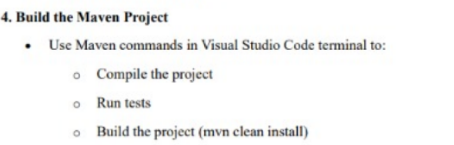 4. Build the Maven Project
• Use Maven commands in Visual Studio Code terminal to:
o Compile the project
o Run tests
o Build the project (mvn clean install)